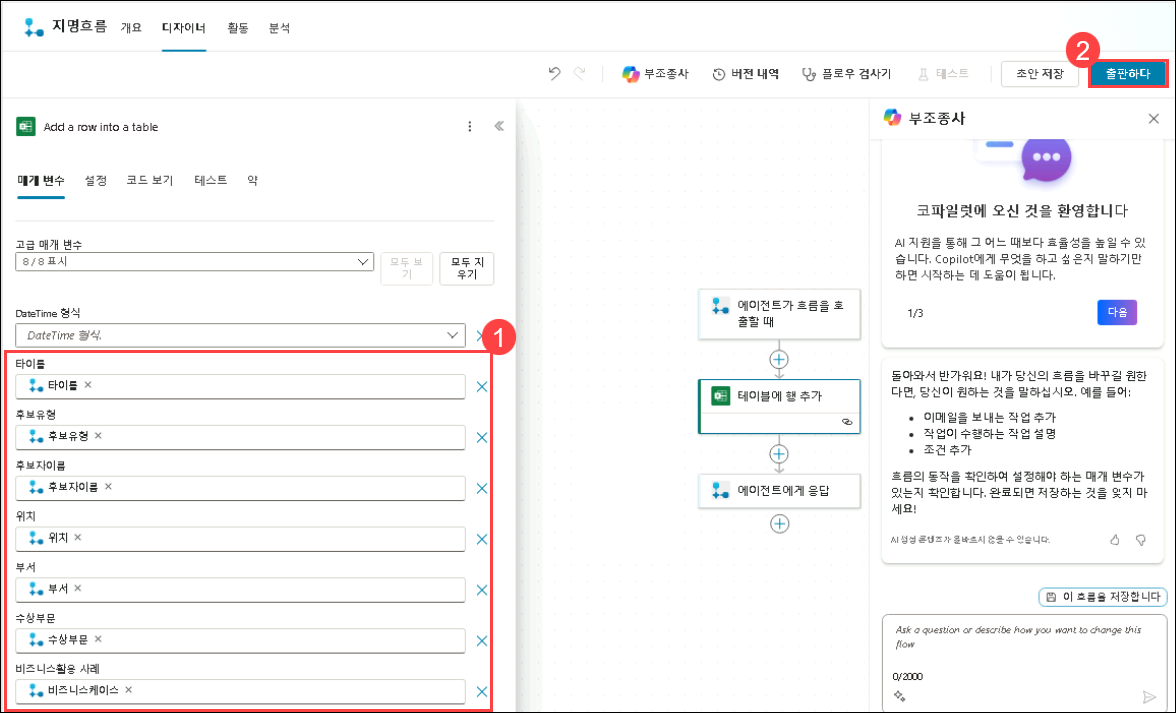 지명흐름 개요 디자이너 활동 분석
2
부조종사 버전 내역 플로우 검사기 테스트 초안 저장 출판하다
Add a row into a table
매개 변수 설정 코드 보기 테스트 약
고급 매개 변수
8/8 표시
모두 보
기
모두 지
우기
DateTime 형식
DateTime 형식.
1
타이틀
타이틀
후보유형
후보유형
후보자이름
후보자이름
위치
위치
부서
부서
수상부문
수상부문
비즈니스활용 사례
비즈니스케이스
에이전트가 흐름을 호
출할 때
테이블에 행 추가
에이전트에게 응답
부조종사
코파일럿에 오신 것을 환영합니다
AI 지원을 통해 그 어느 때보다 효율성을 높일 수 있
습니다. Copilot에게 무엇을 하고 싶은지 말하기만
하면 시작하는 데 도움이 됩니다.
1/3
다음
돌아와서 반가워요! 내가 당신의 흐름을 바꾸길 원한
다면, 당신이 원하는 것을 말하십시오. 예를 들어:
• 이메일을 보내는 작업 추가
• 작업이 수행하는 작업 설명
• 조건 추가
흐름의 동작을 확인하여 설정해야 하는 매개 변수가
있는지 확인합니다. 완료되면 저장하는 것을 잊지 마
세요!
AI 생성 콘텐츠가 올바르지 않을 수 있습니다.
이 흐름을 저장합니다
Ask a question or describe how you want to change this
flow
0/2000